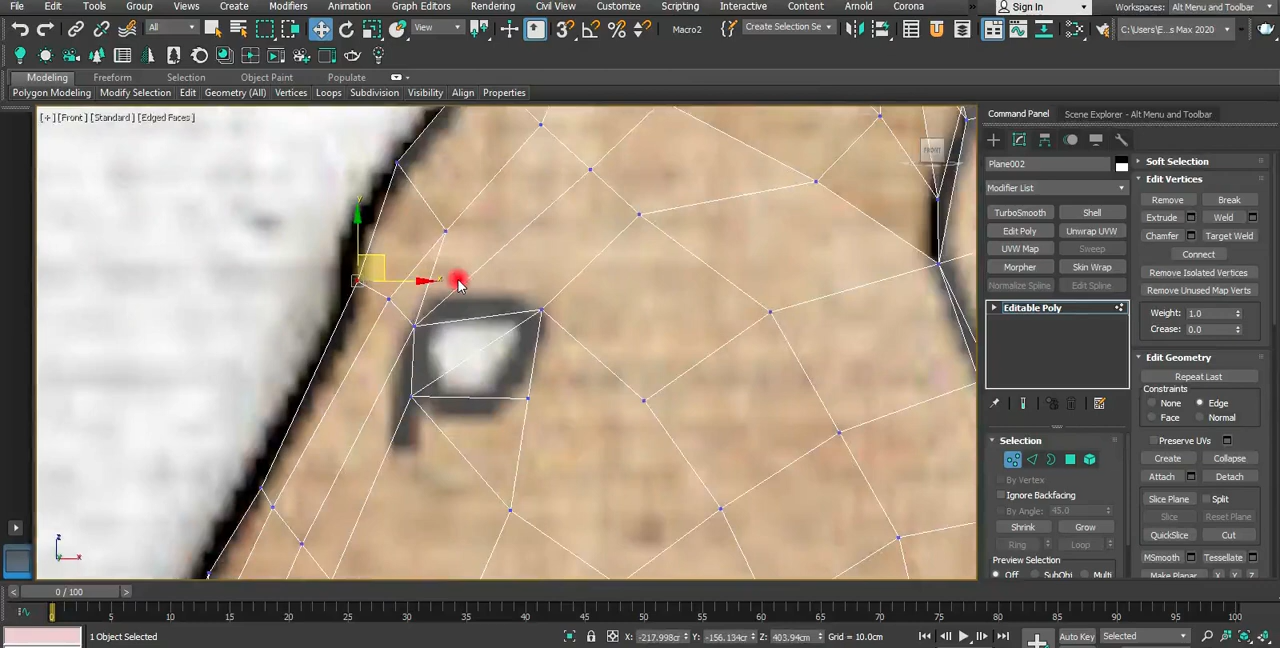 File Edit Tools Group Views Create Modifiers Animation Graph Editors Rendering Civil View Customize Scripting Interactive Content Arnold Corona » Sign In Workspaces: Alt Menu and Toolbar
All View Macro2 Create Selection Se C:\Users\E...s Max 2020
Modeling Freeform Selection Object Paint Populate
Polygon Modeling Modify Selection Edit Geometry (All) Vertices Loops Subdivision Visibility Align Properties
[+] [Front] [Standard] [Edged Faces]
FRONT
Command Panel Scene Explorer - Alt Menu and Toolbar
Plane002
Modifier List
TurboSmooth Shell
Edit Poly Unwrap UVW
UVW Map Sweep
Morpher Skin Wrap
Normalize Spline Edit Spline
Editable Poly
Selection
By Vertex
Ignore Backfacing
By Angle: 45.0
Shrink Grow
Ring Loop
Preview Selection
Off SubObj Multi
Soft Selection
Edit Vertices
Remove Break
Extrude Weld
Chamfer Target Weld
Connect
Remove Isolated Vertices
Remove Unused Map Verts
Weight: 1.0
Crease: 0.0
Edit Geometry
Repeat Last
Constraints
None Edge
Face Normal
Preserve UVs
Create Collapse
Attach Detach
Slice Plane Split
Slice Reset Plane
QuickSlice Cut
MSmooth Tessellate
Make Planar X Y Z
z x
y x
< 0 / 100 >
0 5 10 15 20 25 30 35 40 45 50 55 60 65 70 75 80 85 90 95 100
1 Object Selected X: -217.998cm Y: -156.134cm Z: 403.94cm Grid = 10.0cm Auto Key Selected